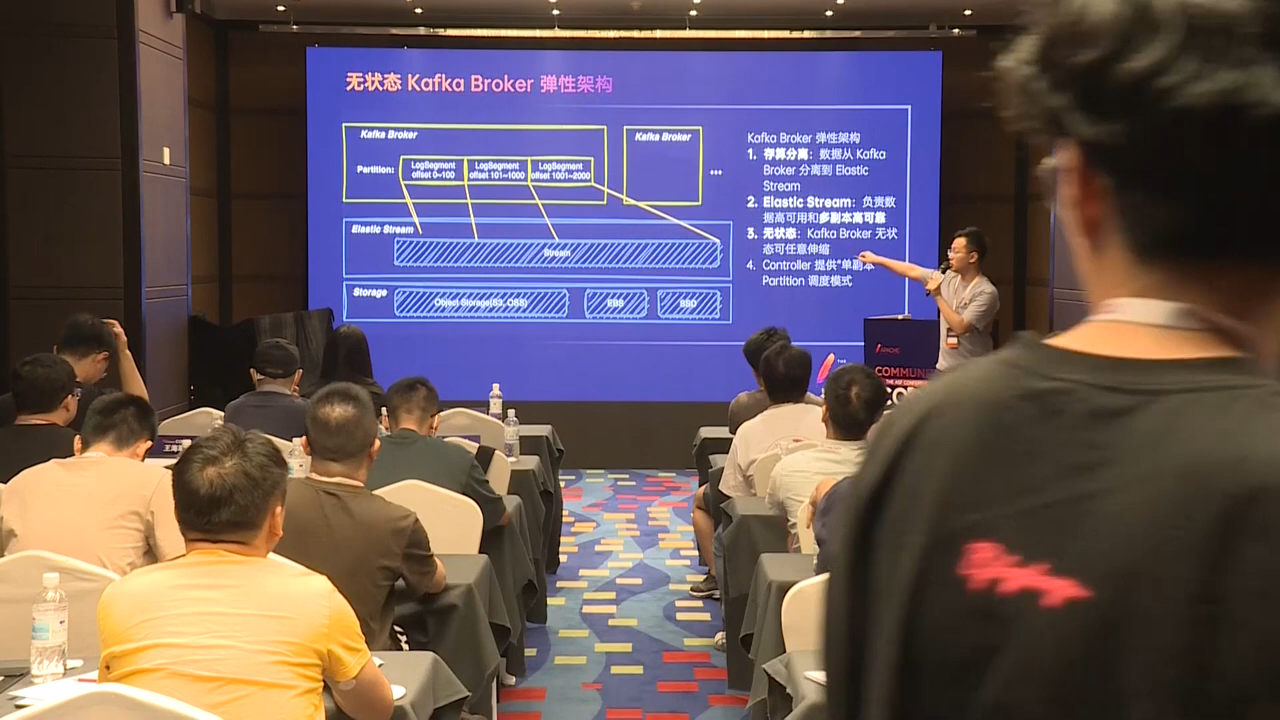 无状态 Kafka Broker 弹性架构
Kafka Broker
Partition:
LogSegment
offset 0~100
LogSegment
offset 101~1000
LogSegment
offset 1001~2000
Kafka Broker
•••
Elastic Stream
Stream
Storage
Object Storage(S3, OBS)
EBS
SSD
Kafka Broker 弹性架构
1. 存算分离：数据从 Kafka
Broker 分离到 Elastic
Stream
2. Elastic Stream：负责数
据高可用和多副本高可靠
3. 无状态：Kafka Broker 无状
态可任意伸缩
4. Controller 提供"单副本
Partition 调度模式
APACHE
THE ASF CONFERENCE